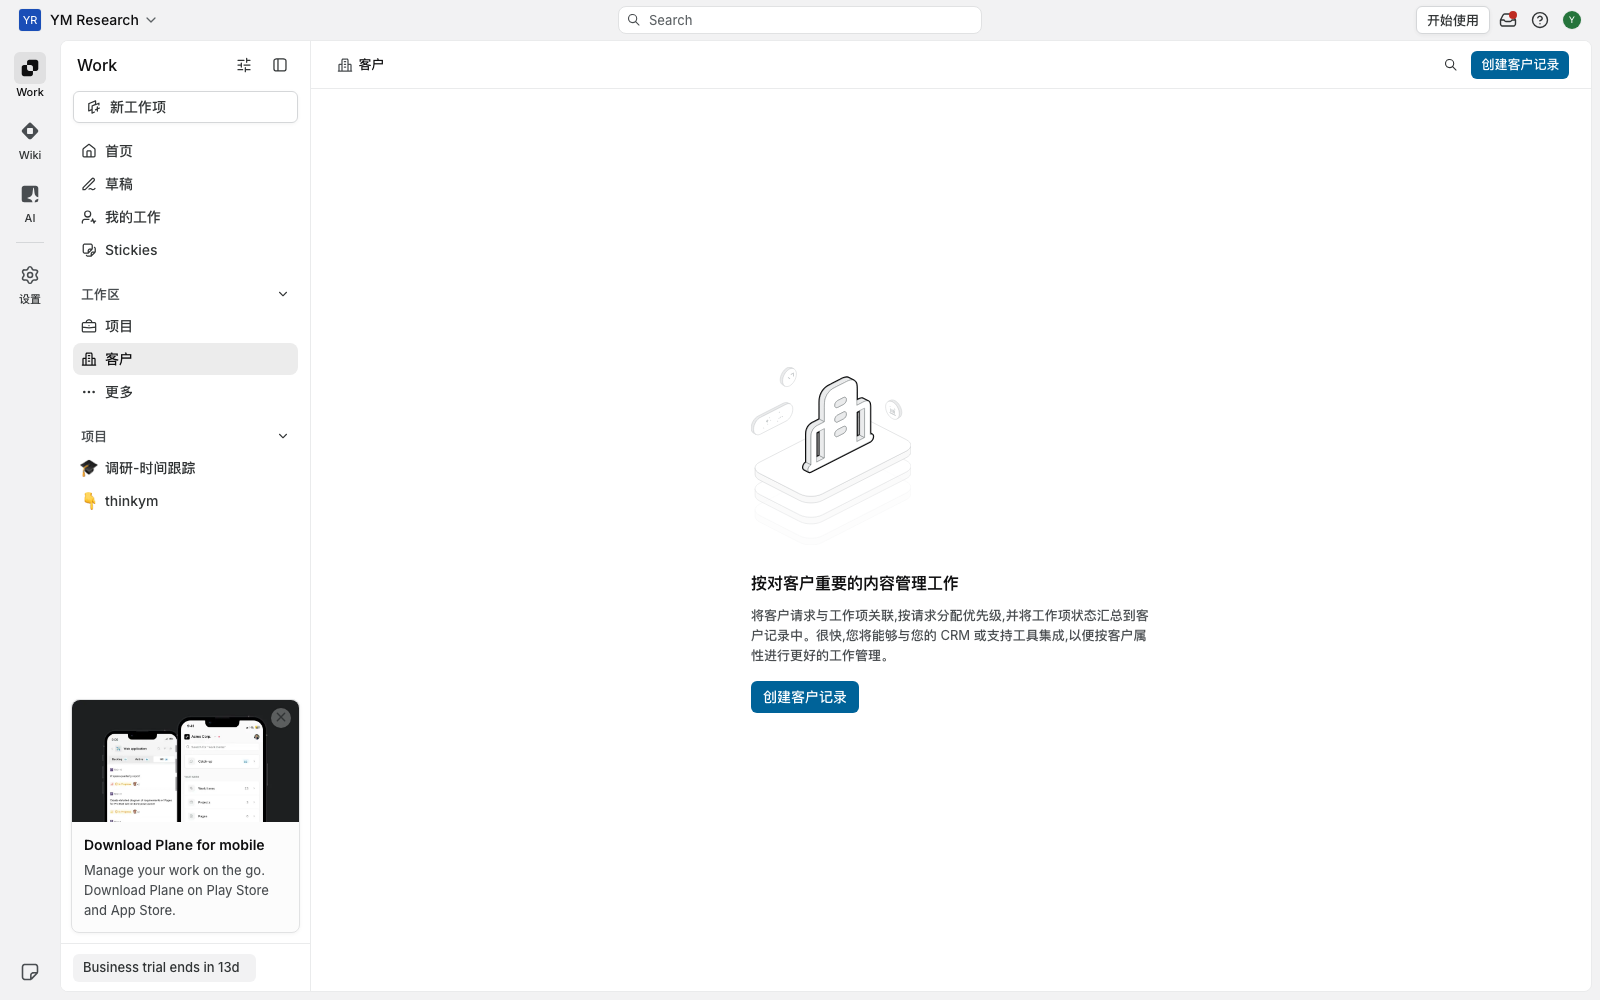 YR
YM Research
Search
开始使用
Y
Work
Wiki
AI
设置
Work
新工作项
首页
草稿
我的工作
Stickies
工作区
项目
客户
更多
项目
调研-时间跟踪
thinkym
Download Plane for mobile
Manage your work on the go.
Download Plane on Play Store
and App Store.
Business trial ends in 13d
客户
创建客户记录
按对客户重要的内容管理工作
将客户请求与工作项关联,按请求分配优先级,并将工作项状态汇总到客
户记录中。很快,您将能够与您的 CRM 或支持工具集成,以便按客户属
性进行更好的工作管理。
创建客户记录